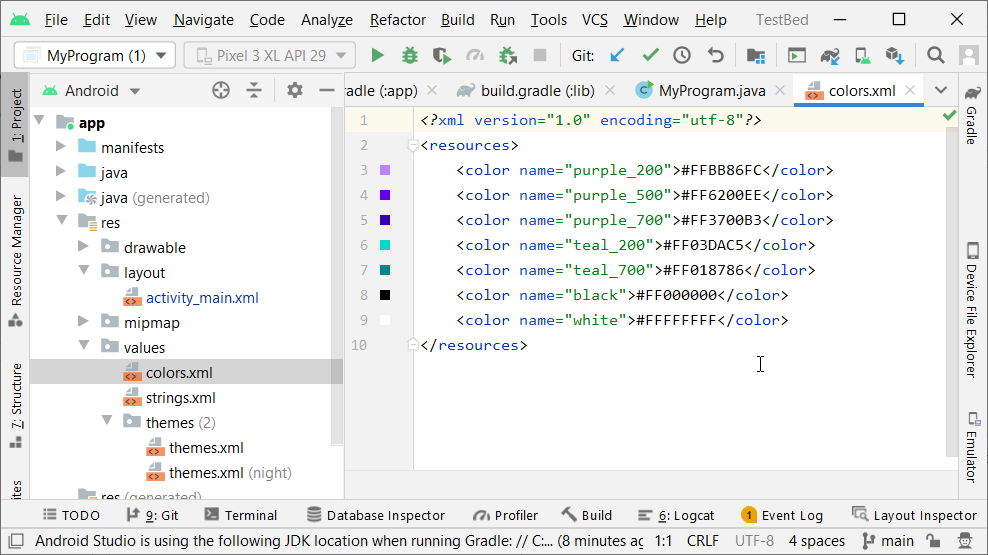 File Edit View Navigate Code Analyze Refactor Build Run Tools VCS Window Help TestBed
MyProgram (1) Pixel 3 XL API 29 Git:
Android
radle (:app) build.gradle (:lib) MyProgram.java colors.xml
1: Project
Resource Manager
7: Structure
app
manifests
java
java (generated)
res
drawable
layout
activity_main.xml
mipmap
values
colors.xml
strings.xml
themes (2)
themes.xml
themes.xml (night)
res (generated)
1 <?xml version="1.0" encoding="utf-8"?>
2 <resources>
3 <color name="purple_200">#FFBB86FC</color>
4 <color name="purple_500">#FF6200EE</color>
5 <color name="purple_700">#FF3700B3</color>
6 <color name="teal_200">#FF03DAC5</color>
7 <color name="teal_700">#FF018786</color>
8 <color name="black">#FF000000</color>
9 <color name="white">#FFFFFFFF</color>
10 </resources>
Gradle
Device File Explorer
Emulator
TODO 9: Git Terminal Database Inspector Profiler Build 6: Logcat 1 Event Log Layout Inspector
Android Studio is using the following JDK location when running Gradle: // C:... (8 minutes ag 1:1 CRLF UTF-8 4 spaces main